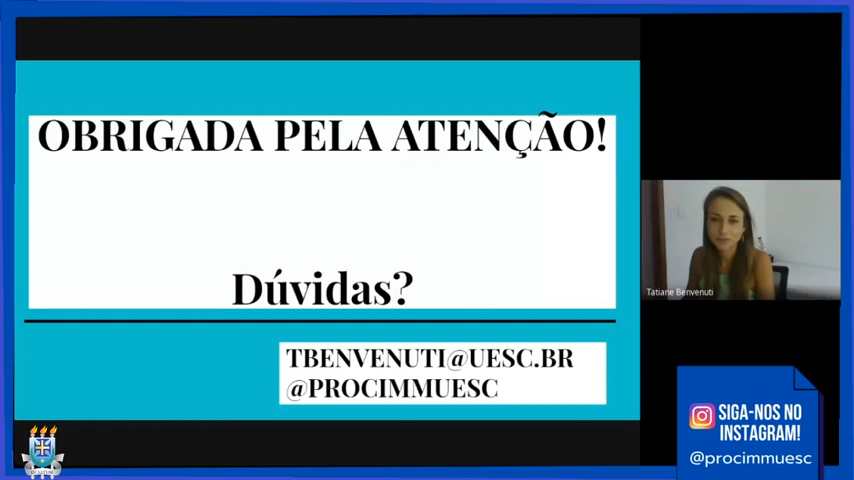 OBRIGADA PELA ATENÇÃO!
Dúvidas?
TBENVENUTI@UESC.BR
@PROCIMMUESC
Tatiane Benvenuti
SIGA-NOS NO
INSTAGRAM!
@procimmuesc